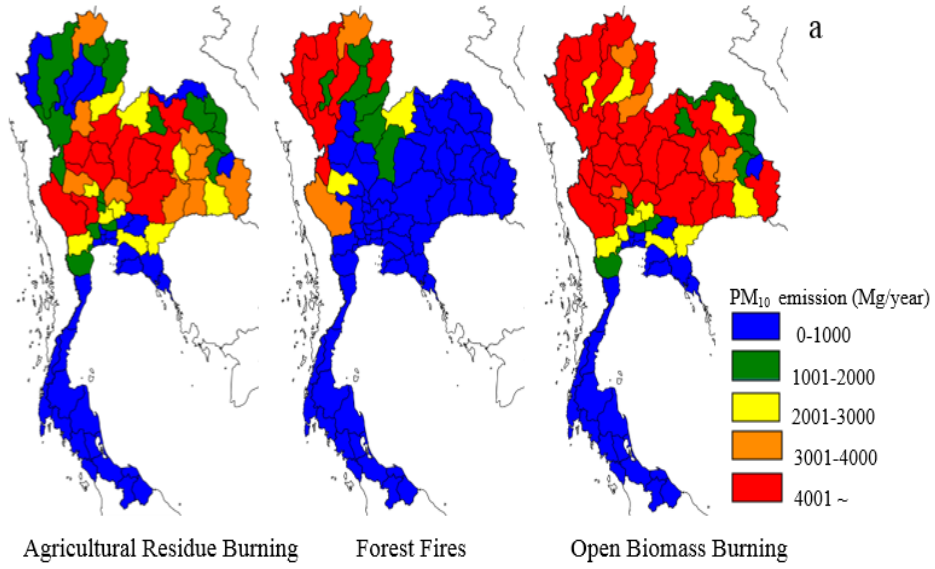 a
PM₁₀ emission (Mg/year)
0-1000
1001-2000
2001-3000
3001-4000
4001 ~
Agricultural Residue Burning
Forest Fires
Open Biomass Burning